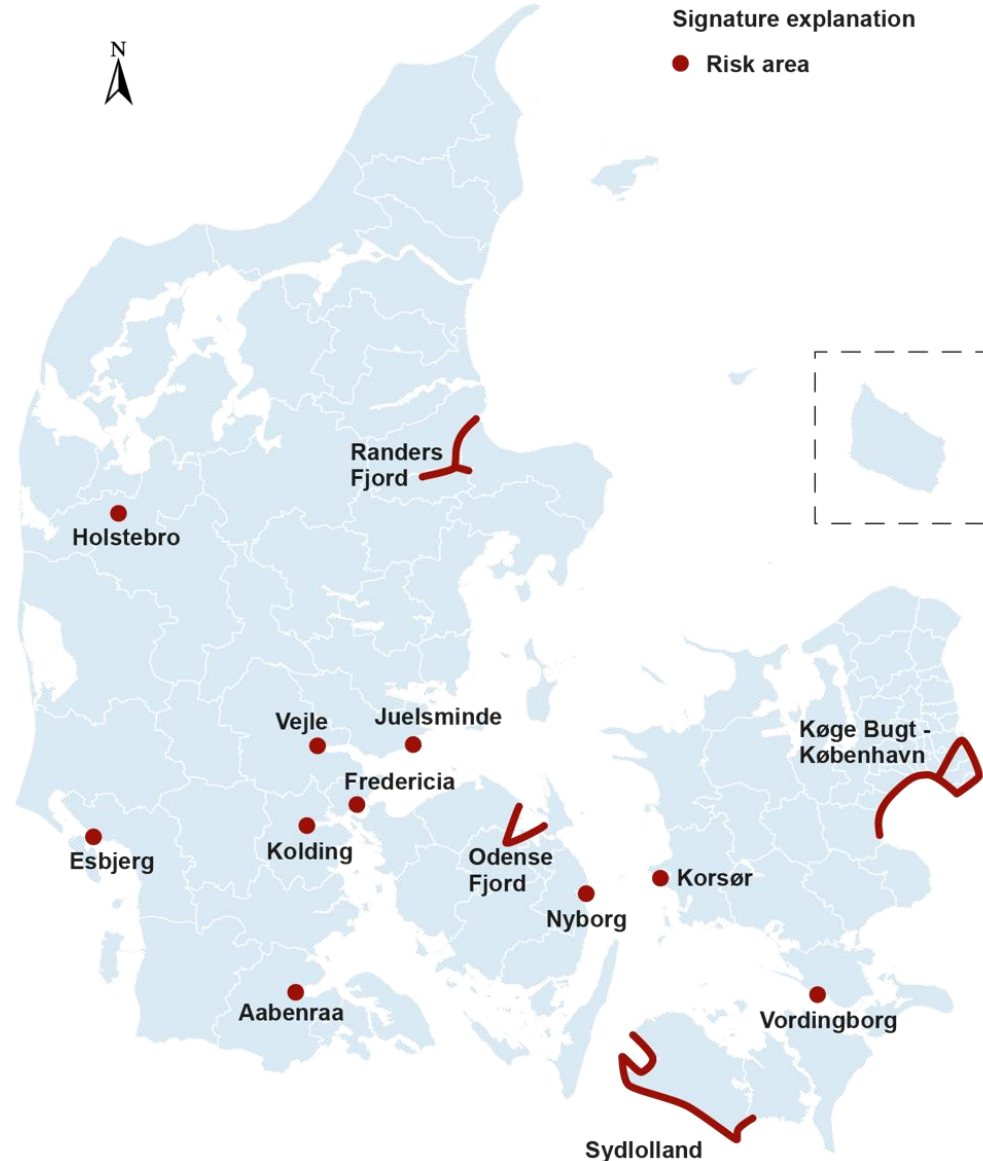 Signature explanation
N
Risk area
Randers
Fjord
Holstebro
Vejle
Juelsminde
Køge Bugt -
København
Fredericia
Esbjerg
Kolding
Odense
Fjord
Korsør
Nyborg
Aabenraa
Vordingborg
Sydlolland